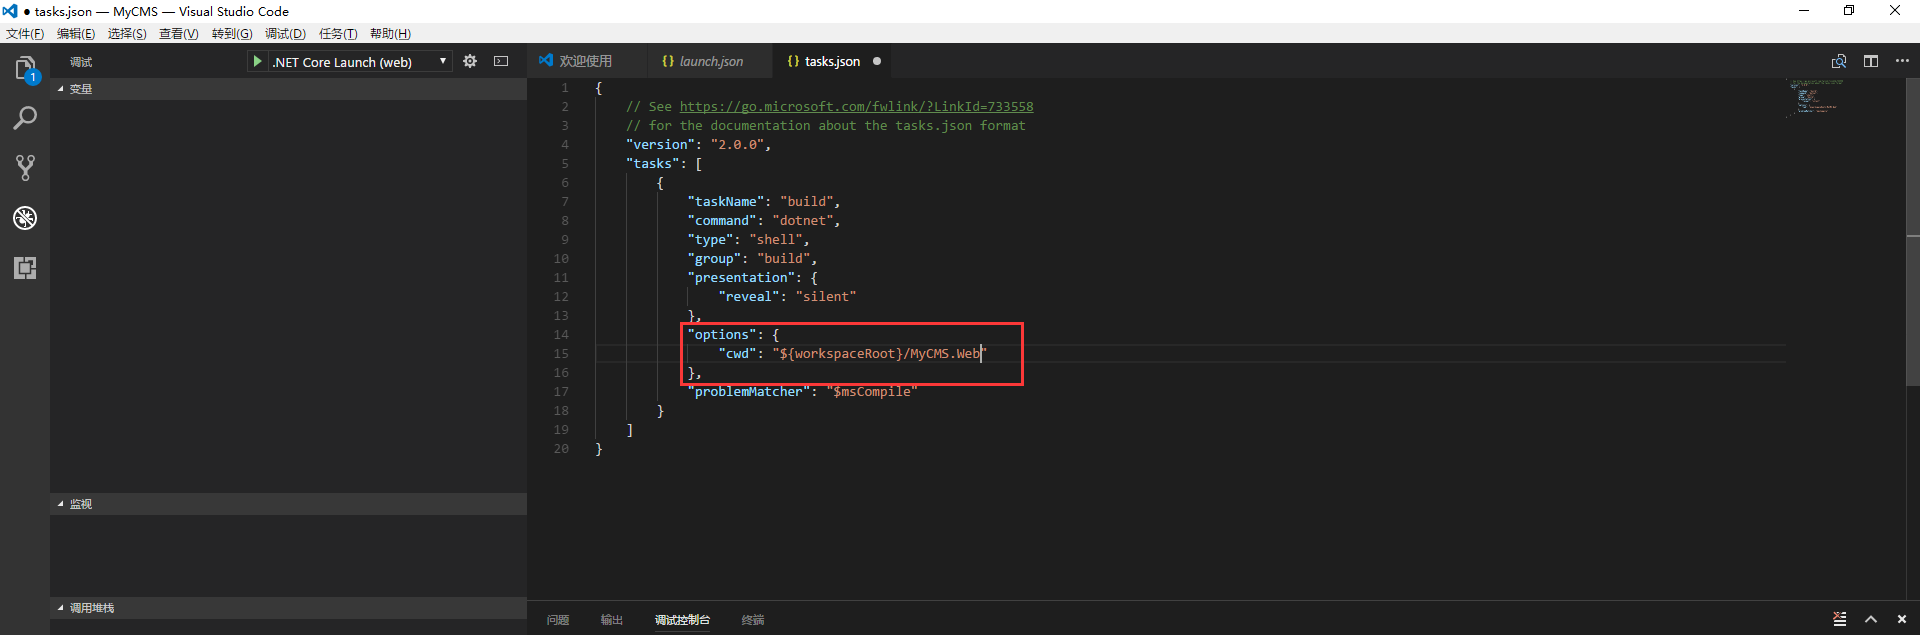 ● tasks.json — MyCMS — Visual Studio Code
文件(F) 编辑(E) 选择(S) 查看(V) 转到(G) 调试(D) 任务(T) 帮助(H)
1
调试
.NET Core Launch (web)
欢迎使用
{} launch.json
{} tasks.json ●
变量
监视
调用堆栈
1 {
2 // See https://go.microsoft.com/fwlink/?LinkId=733558
3 // for the documentation about the tasks.json format
4 "version": "2.0.0",
5 "tasks": [
6 {
7 "taskName": "build",
8 "command": "dotnet",
9 "type": "shell",
10 "group": "build",
11 "presentation": {
12 "reveal": "silent"
13 },
14 "options": {
15 "cwd": "${workspaceRoot}/MyCMS.Web"
16 },
17 "problemMatcher": "$msCompile"
18 }
19 ]
20 }
问题 输出 调试控制台 终端